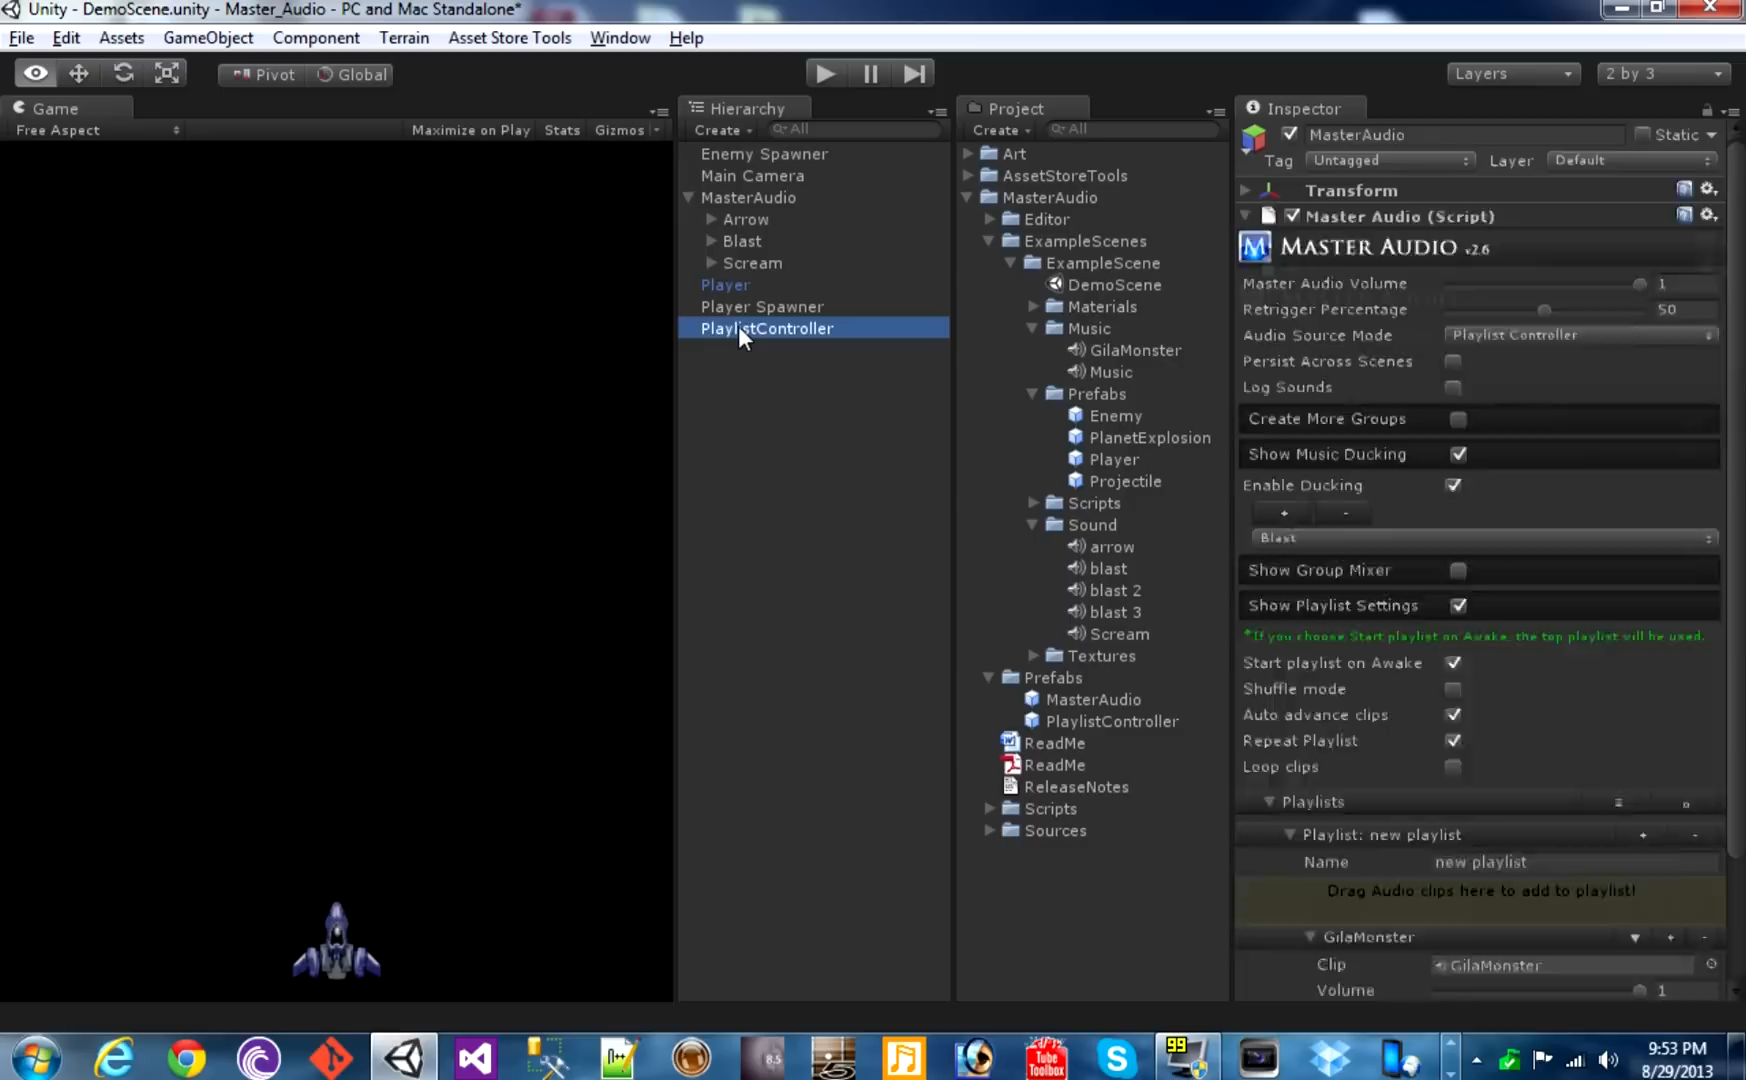 Unity - DemoScene.unity - Master_Audio - PC and Mac Standalone*
File Edit Assets GameObject Component Terrain Asset Store Tools Window Help
Pivot Global Layers 2 by 3
Game
Free Aspect Maximize on Play Stats Gizmos
Hierarchy
Create All
Enemy Spawner
Main Camera
MasterAudio
Arrow
Blast
Scream
Player
Player Spawner
PlaylistController
Project
Create All
Art
AssetStoreTools
MasterAudio
Editor
ExampleScenes
ExampleScene
DemoScene
Materials
Music
GilaMonster
Music
Prefabs
Enemy
PlanetExplosion
Player
Projectile
Scripts
Sound
arrow
blast
blast 2
blast 3
Scream
Textures
Prefabs
MasterAudio
PlaylistController
ReadMe
ReadMe
ReleaseNotes
Scripts
Sources
Inspector
MasterAudio Static
Tag Untagged Layer Default
Transform
Master Audio (Script)
M MASTER AUDIO v2.6
Master Audio Volume 1
Retrigger Percentage 50
Audio Source Mode Playlist Controller
Persist Across Scenes
Log Sounds
Create More Groups
Show Music Ducking
Enable Ducking
+ -
Blast
Show Group Mixer
Show Playlist Settings
*If you choose Start playlist on Awake, the top playlist will be used.
Start playlist on Awake
Shuffle mode
Auto advance clips
Repeat Playlist
Loop clips
Playlists
Playlist: new playlist + -
Name new playlist
Drag Audio clips here to add to playlist!
GilaMonster + -
Clip GilaMonster
Volume 1
8.5
Tube
Toolbox
99
9:53 PM
8/29/2013